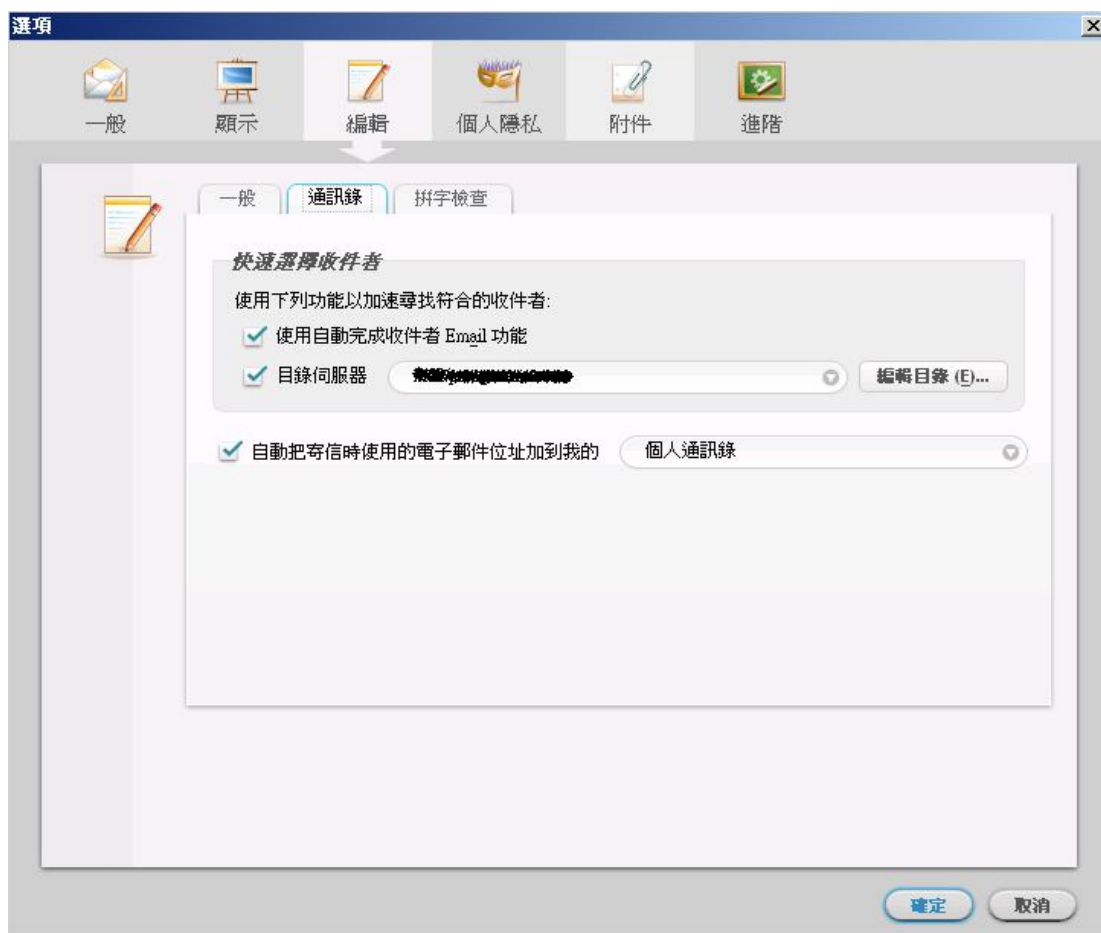 選項
一般 顯示 編輯 個人隱私 附件 進階
一般 通訊錄 拼字檢查
快速選擇收件者
使用下列功能以加速尋找符合的收件者:
使用自動完成收件者 Email 功能
目錄伺服器 編輯目錄 (E)...
自動把寄信時使用的電子郵件位址加到我的 個人通訊錄
確定 取消